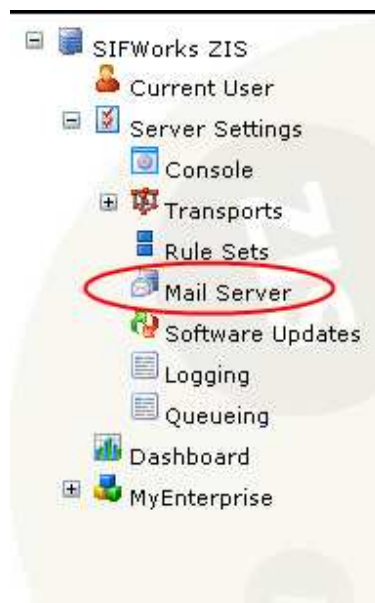 SIFWorks ZIS
Current User
Server Settings
Console
Transports
Rule Sets
Mail Server
Software Updates
Logging
Queueing
Dashboard
MyEnterprise